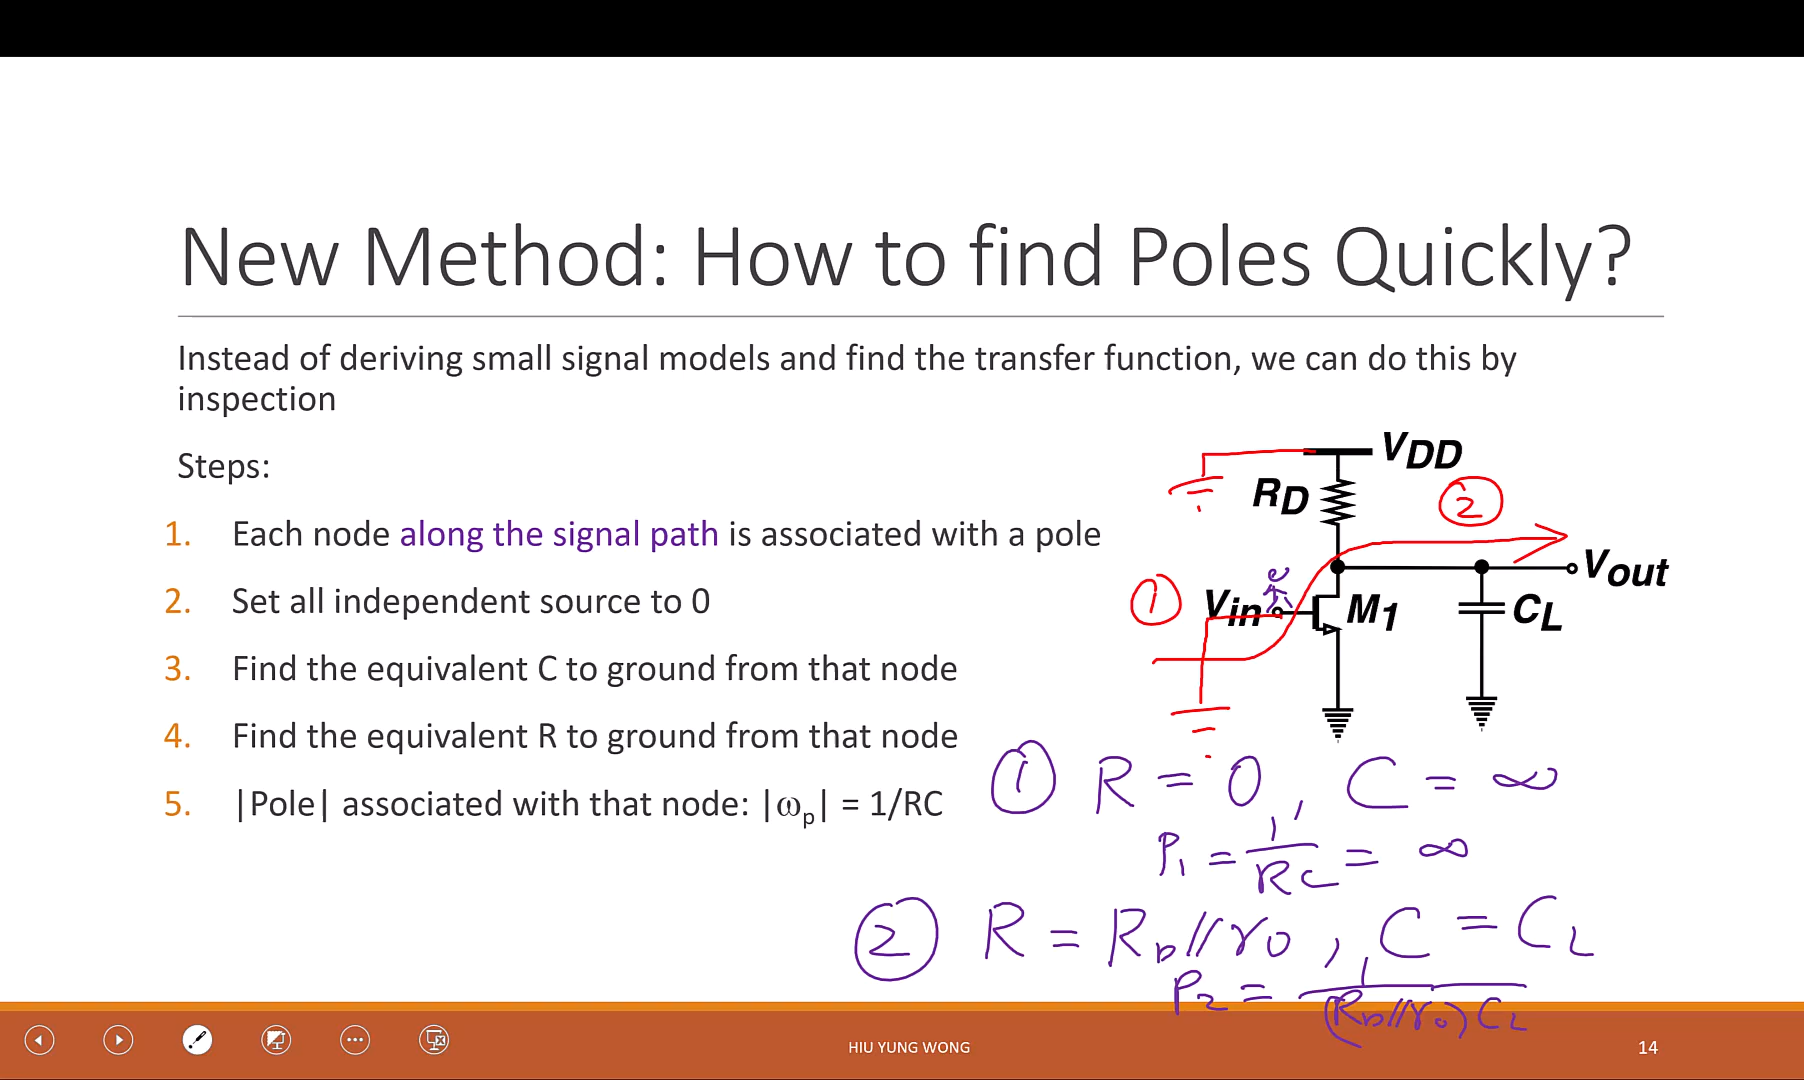 New Method: How to find Poles Quickly?
Instead of deriving small signal models and find the transfer function, we can do this by
inspection
Steps:
1. Each node along the signal path is associated with a pole
2. Set all independent source to 0
3. Find the equivalent C to ground from that node
4. Find the equivalent R to ground from that node
5. |Pole| associated with that node: |ωp| = 1/RC
VDD
RD
②
Vout
① Vin
M1
CL
① R = 0, C = ∞
P1 = 1/RC = ∞
② R = RD//ro, C = CL
P2 = 1/(RD//ro)CL
HIU YUNG WONG
14